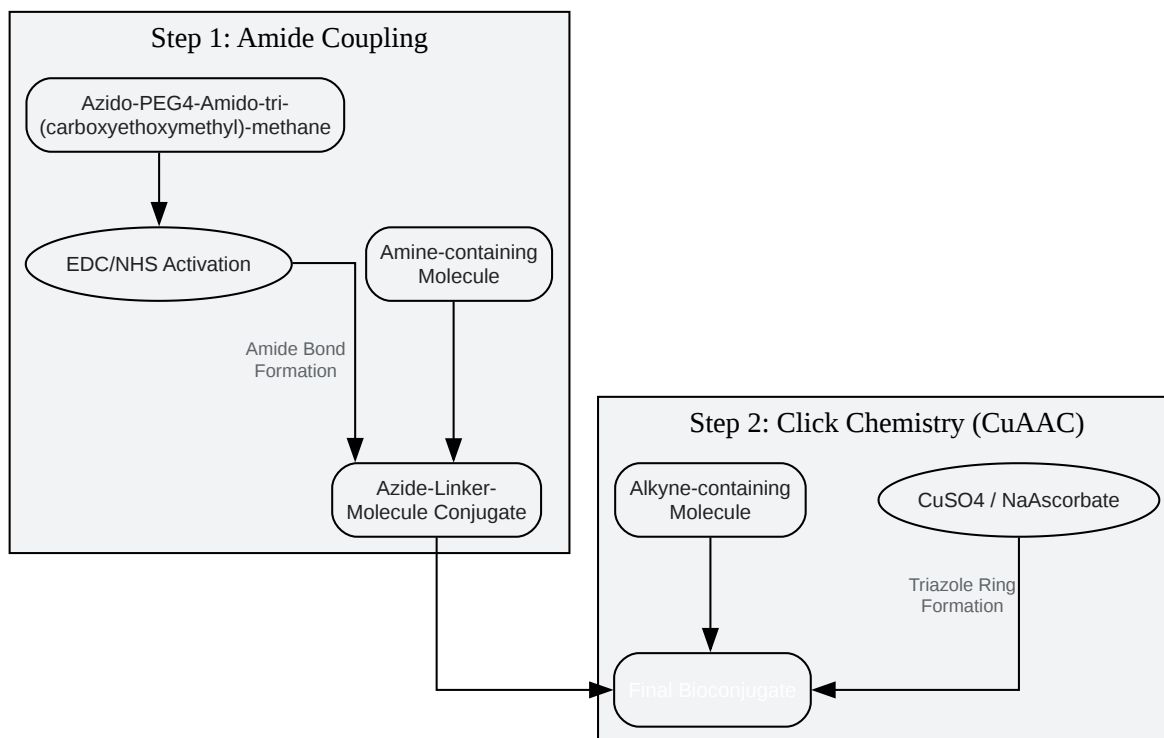 Step 1: Amide Coupling
Azido-PEG4-Amido-tri-
(carboxyethoxymethyl)-methane
EDC/NHS Activation
Amine-containing
Molecule
Amide Bond
Formation
Azide-Linker-
Molecule Conjugate
Step 2: Click Chemistry (CuAAC)
Alkyne-containing
Molecule
CuSO4 / NaAscorbate
Triazole Ring
Formation
Final Bioconjugate